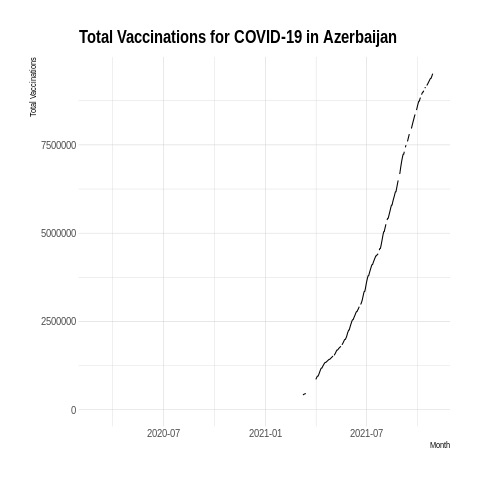 Total Vaccinations for COVID-19 in Azerbaijan
Total Vaccinations
7500000
5000000
2500000
0
2020-07 2021-01 2021-07
Month